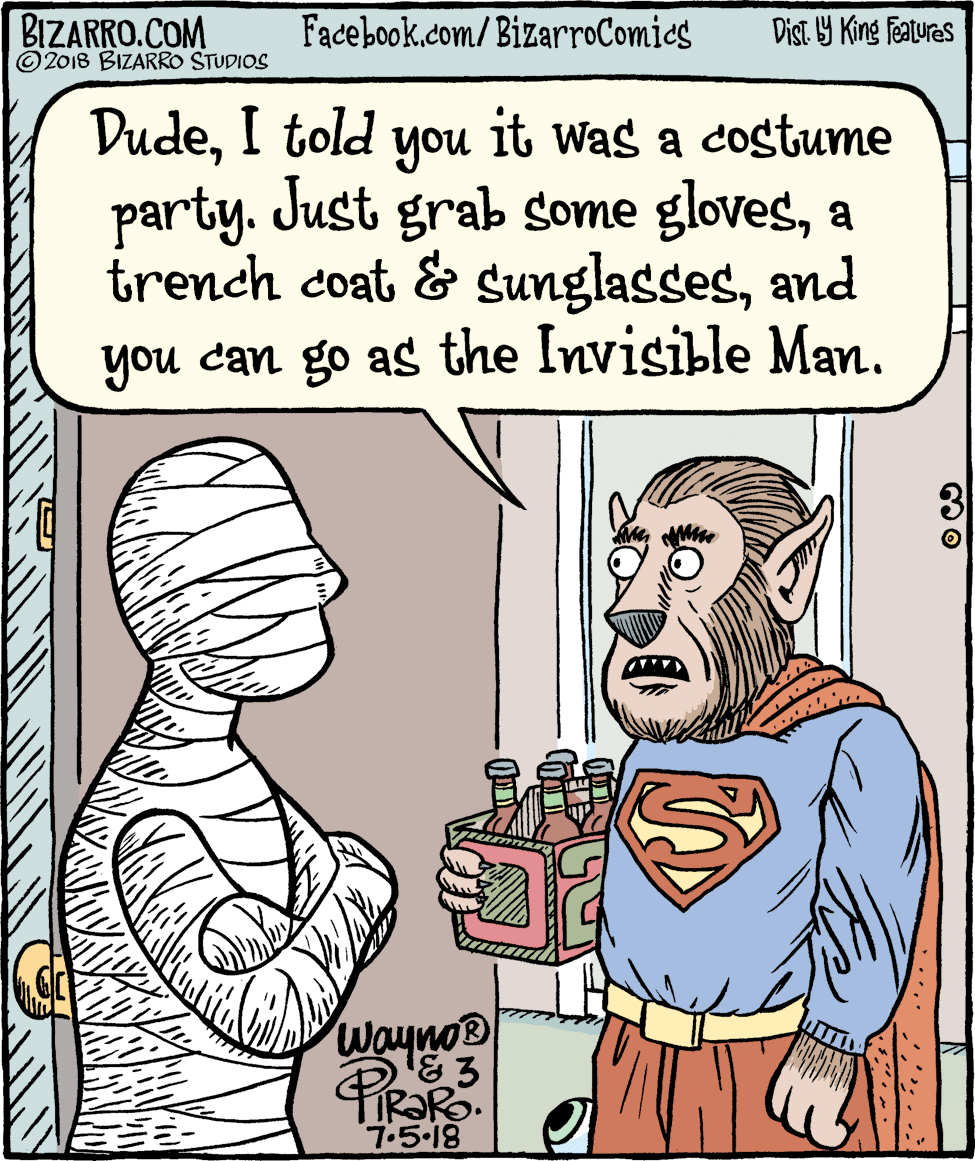 BIZARRO.COM Facebook.com/BizarroComics Dist. by King Features
©2018 BIZARRO STUDIOS
Dude, I told you it was a costume
party. Just grab some gloves, a
trench coat & sunglasses, and
you can go as the Invisible Man.
3
S
O2
WaynO®
& 3
PIRARO.
7·5·18